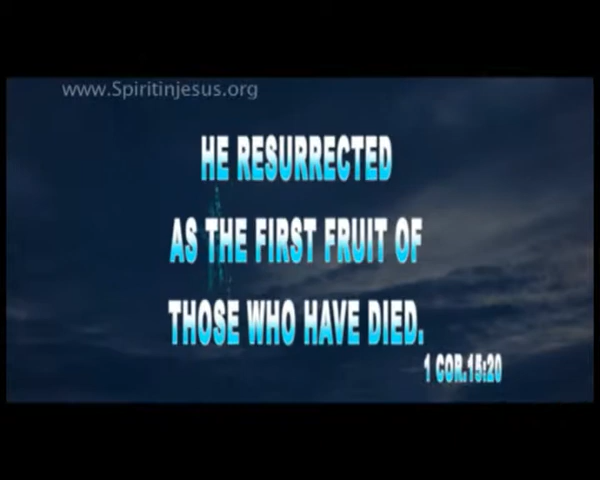 www.Spiritinjesus.org
HE RESURRECTED
AS THE FIRST FRUIT OF
THOSE WHO HAVE DIED.
1 COR.15:20